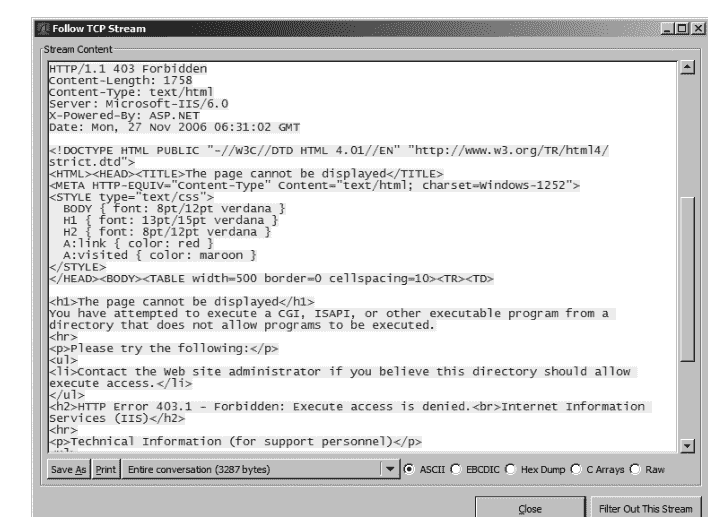 Follow TCP Stream
Stream Content
HTTP/1.1 403 Forbidden
Content-Length: 1758
Content-Type: text/html
Server: Microsoft-IIS/6.0
X-Powered-By: ASP.NET
Date: Mon, 27 Nov 2006 06:31:02 GMT
<!DOCTYPE HTML PUBLIC "-//W3C//DTD HTML 4.01//EN" "http://www.w3.org/TR/html4/
strict.dtd">
<HTML><HEAD><TITLE>The page cannot be displayed</TITLE>
<META HTTP-EQUIV="Content-Type" Content="text/html; charset=Windows-1252">
<STYLE type="text/css">
BODY { font: 8pt/12pt verdana }
H1 { font: 13pt/15pt verdana }
H2 { font: 8pt/12pt verdana }
A:link { color: red }
A:visited { color: maroon }
</STYLE>
</HEAD><BODY><TABLE width=500 border=0 cellspacing=10><TR><TD>
<h1>The page cannot be displayed</h1>
You have attempted to execute a CGI, ISAPI, or other executable program from a
directory that does not allow programs to be executed.
<hr>
<p>Please try the following:</p>
<ul>
<li>Contact the Web site administrator if you believe this directory should allow
execute access.</li>
</ul>
<h2>HTTP Error 403.1 - Forbidden: Execute access is denied.<br>Internet Information
Services (IIS)</h2>
<hr>
<p>Technical Information (for support personnel)</p>
Save As Print Entire conversation (3287 bytes) ASCII EBCDIC Hex Dump C Arrays Raw
Close Filter Out This Stream